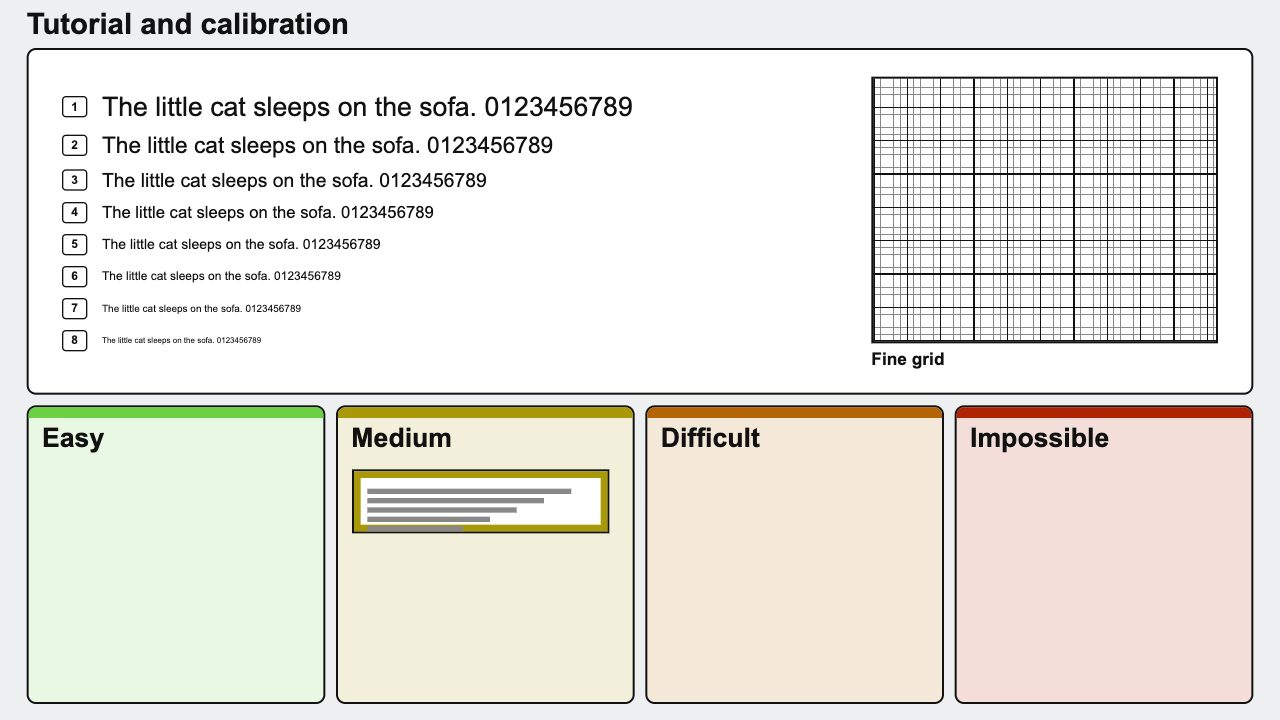 Tutorial and calibration
1 The little cat sleeps on the sofa. 0123456789
2 The little cat sleeps on the sofa. 0123456789
3 The little cat sleeps on the sofa. 0123456789
4 The little cat sleeps on the sofa. 0123456789
5 The little cat sleeps on the sofa. 0123456789
6 The little cat sleeps on the sofa. 0123456789
7 The little cat sleeps on the sofa. 0123456789
8 The little cat sleeps on the sofa. 0123456789
Fine grid
Easy
Medium
Difficult
Impossible